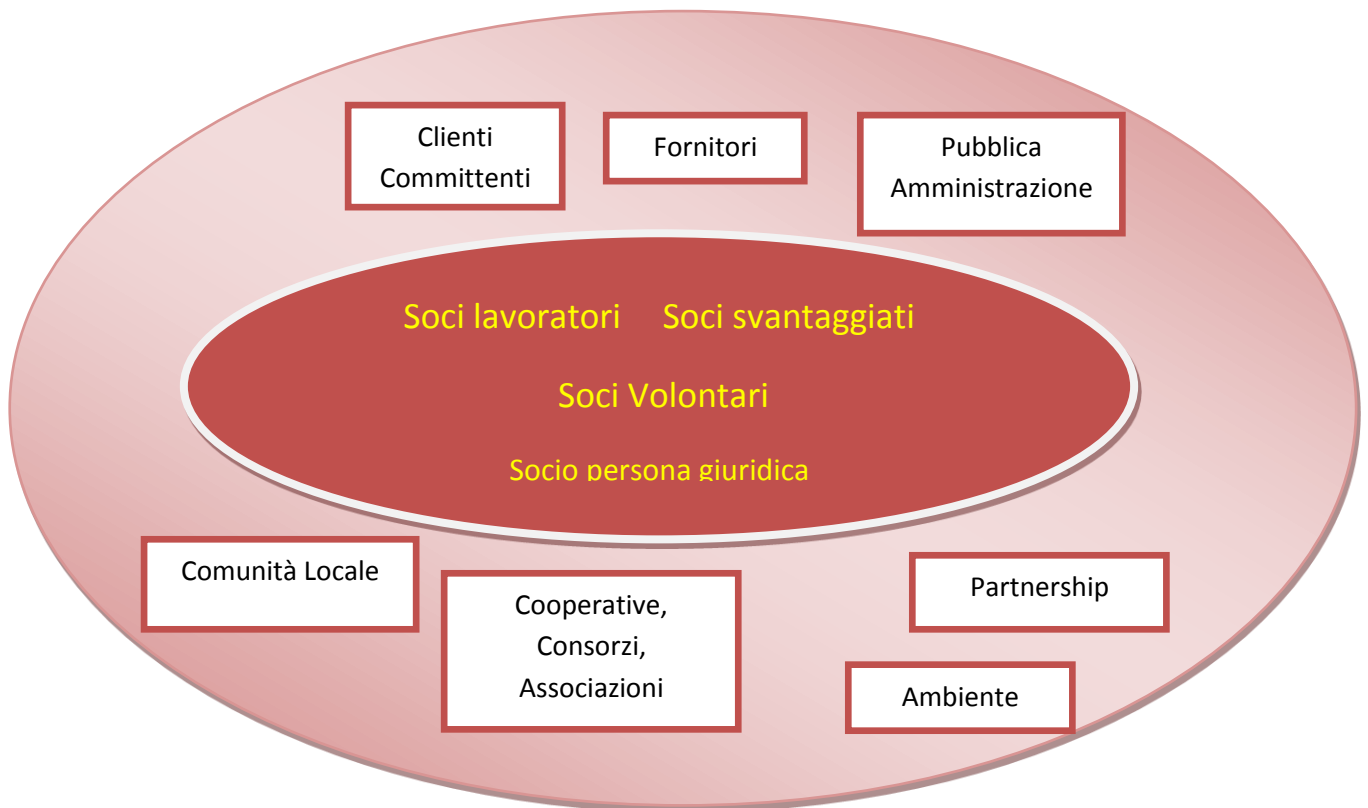 Clienti
Committenti
Fornitori
Pubblica
Amministrazione
Soci lavoratori Soci svantaggiati
Soci Volontari
Socio persona giuridica
Comunità Locale
Cooperative,
Consorzi,
Associazioni
Partnership
Ambiente